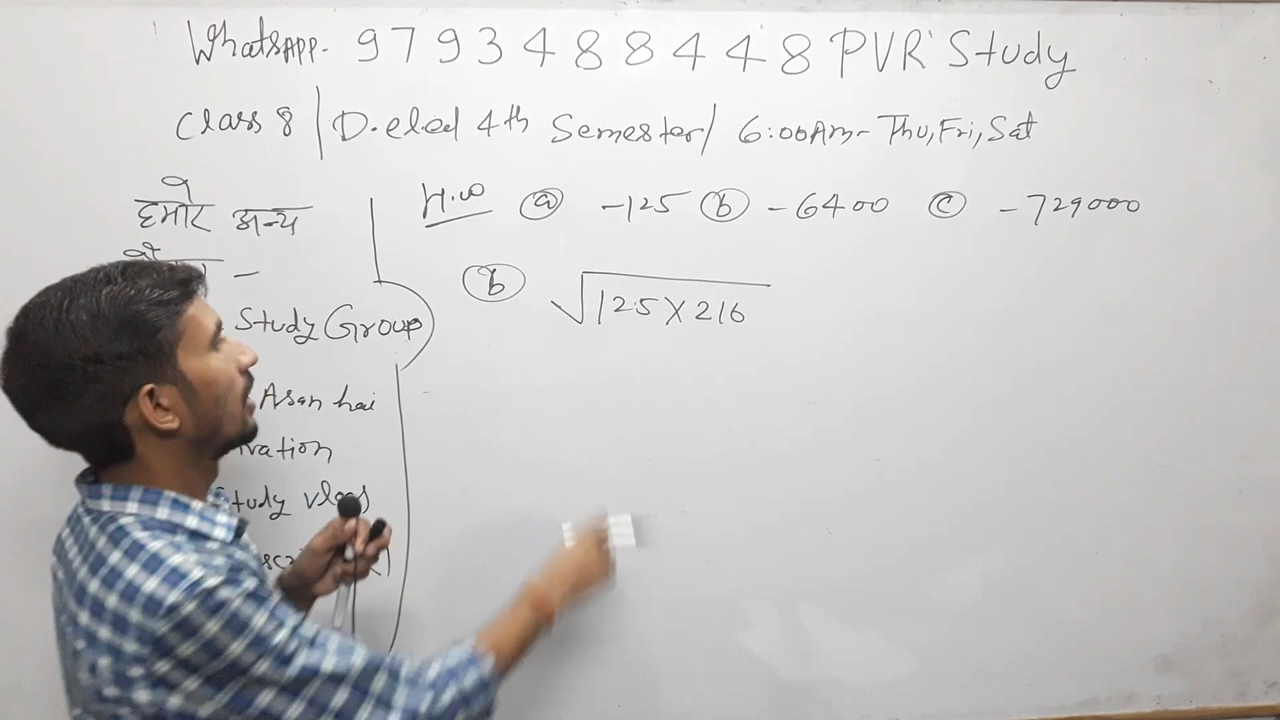 WhatsAPP. 9793488448 PVR Study
Class 8 | D.eled 4th Semester / 6:00Am - Thu, Fri, Sat
हमारे अन्य
H.w (a) -125 (b) -6400 (c) -729000
(b) √125×216
Study Group
Asan hai
vation
Study vlogs